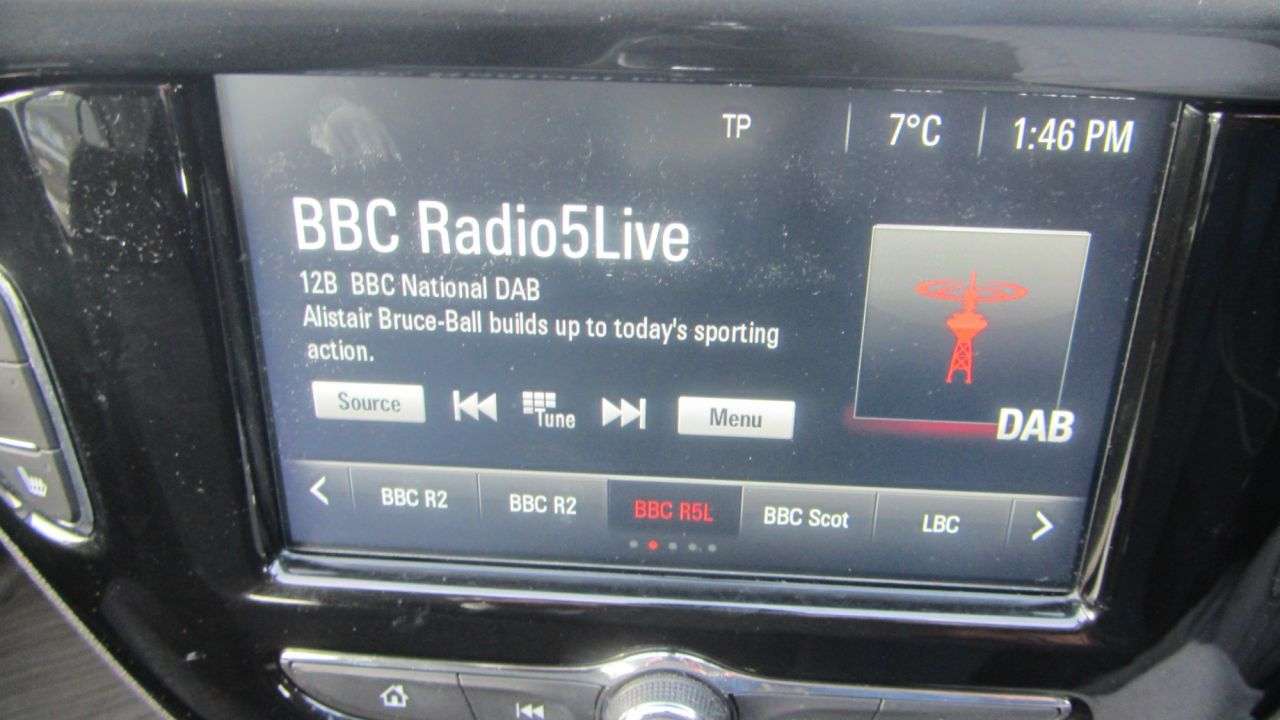 TP 7°C 1:46 PM
BBC Radio5Live
12B BBC National DAB
Alistair Bruce-Ball builds up to today's sporting
action.
Source Tune Menu
DAB
BBC R2 BBC R2 BBC R5L BBC Scot LBC